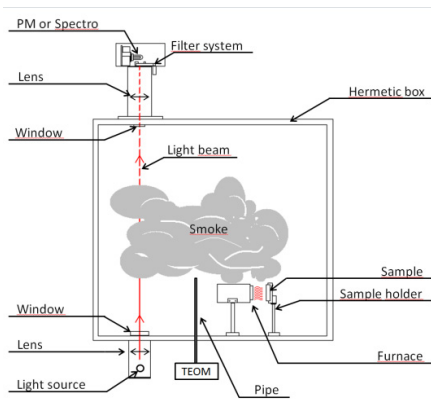 PM or Spectro
Filter system
Lens
Hermetic box
Window
Light beam
Smoke
Sample
Sample holder
Window
Lens
Furnace
TEOM
Light source
Pipe